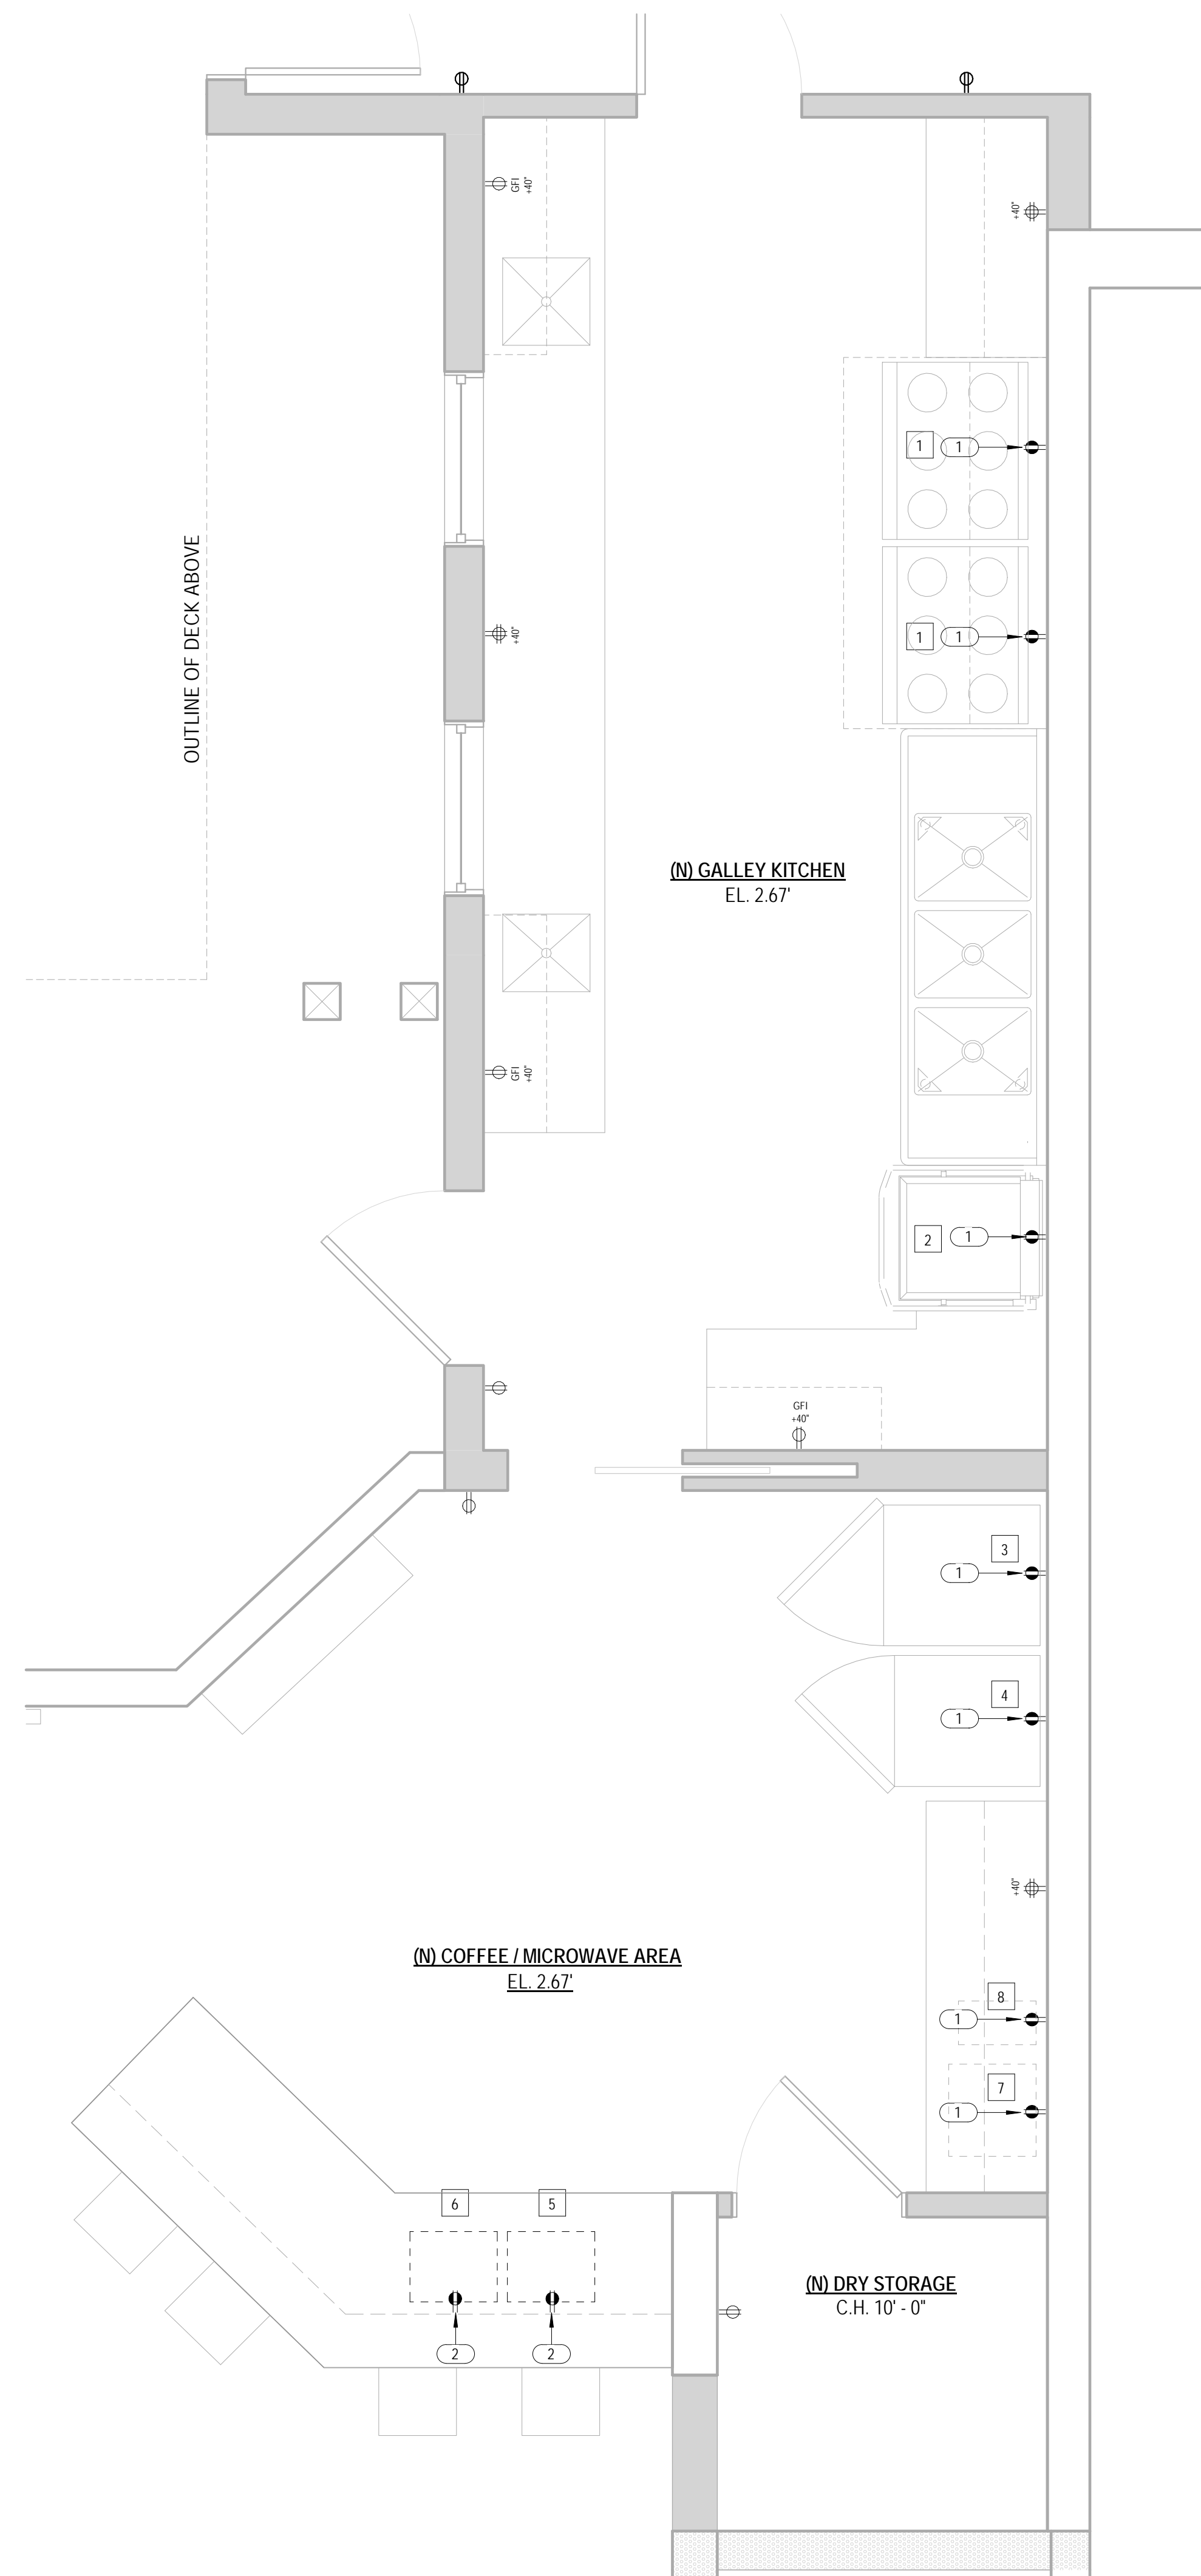 GFI
+40"
+40"
1
1
OUTLINE OF DECK ABOVE
+40"
1
1
(N) GALLEY KITCHEN
EL. 2.67'
GFI
+40"
2
1
GFI
+40"
3
1
4
1
+40"
(N) COFFEE / MICROWAVE AREA
EL. 2.67'
8
1
7
1
6
5
(N) DRY STORAGE
C.H. 10' - 0"
2
2